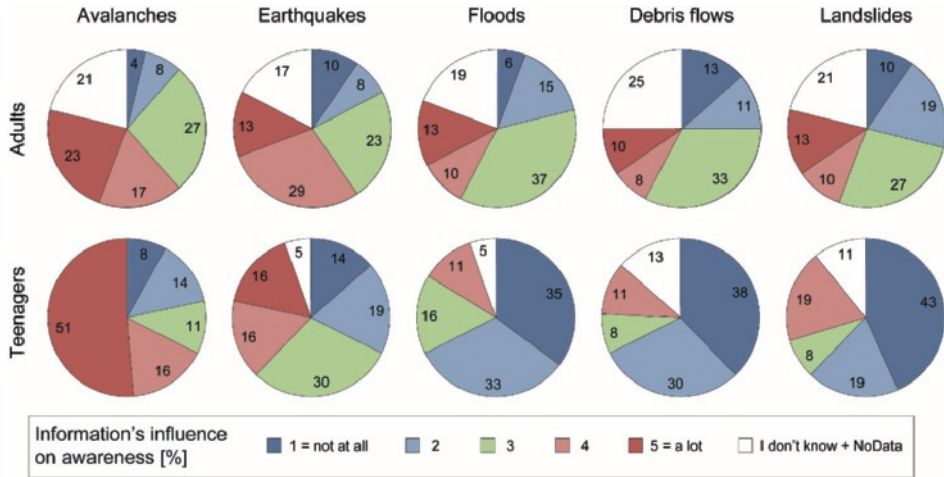 Avalanches Earthquakes Floods Debris flows Landslides
Adults
21 4 8 27 17 23
17 10 8 23 29 13
19 6 15 37 10 13
25 13 11 33 8 10
21 10 19 27 10 13
Teenagers
8 14 11 16 51
5 14 19 30 16 16
5 35 33 16 11
13 38 30 8 11
11 43 19 8 19
Information's influence
on awareness [%]
1 = not at all 2 3 4 5 = a lot I don't know + NoData